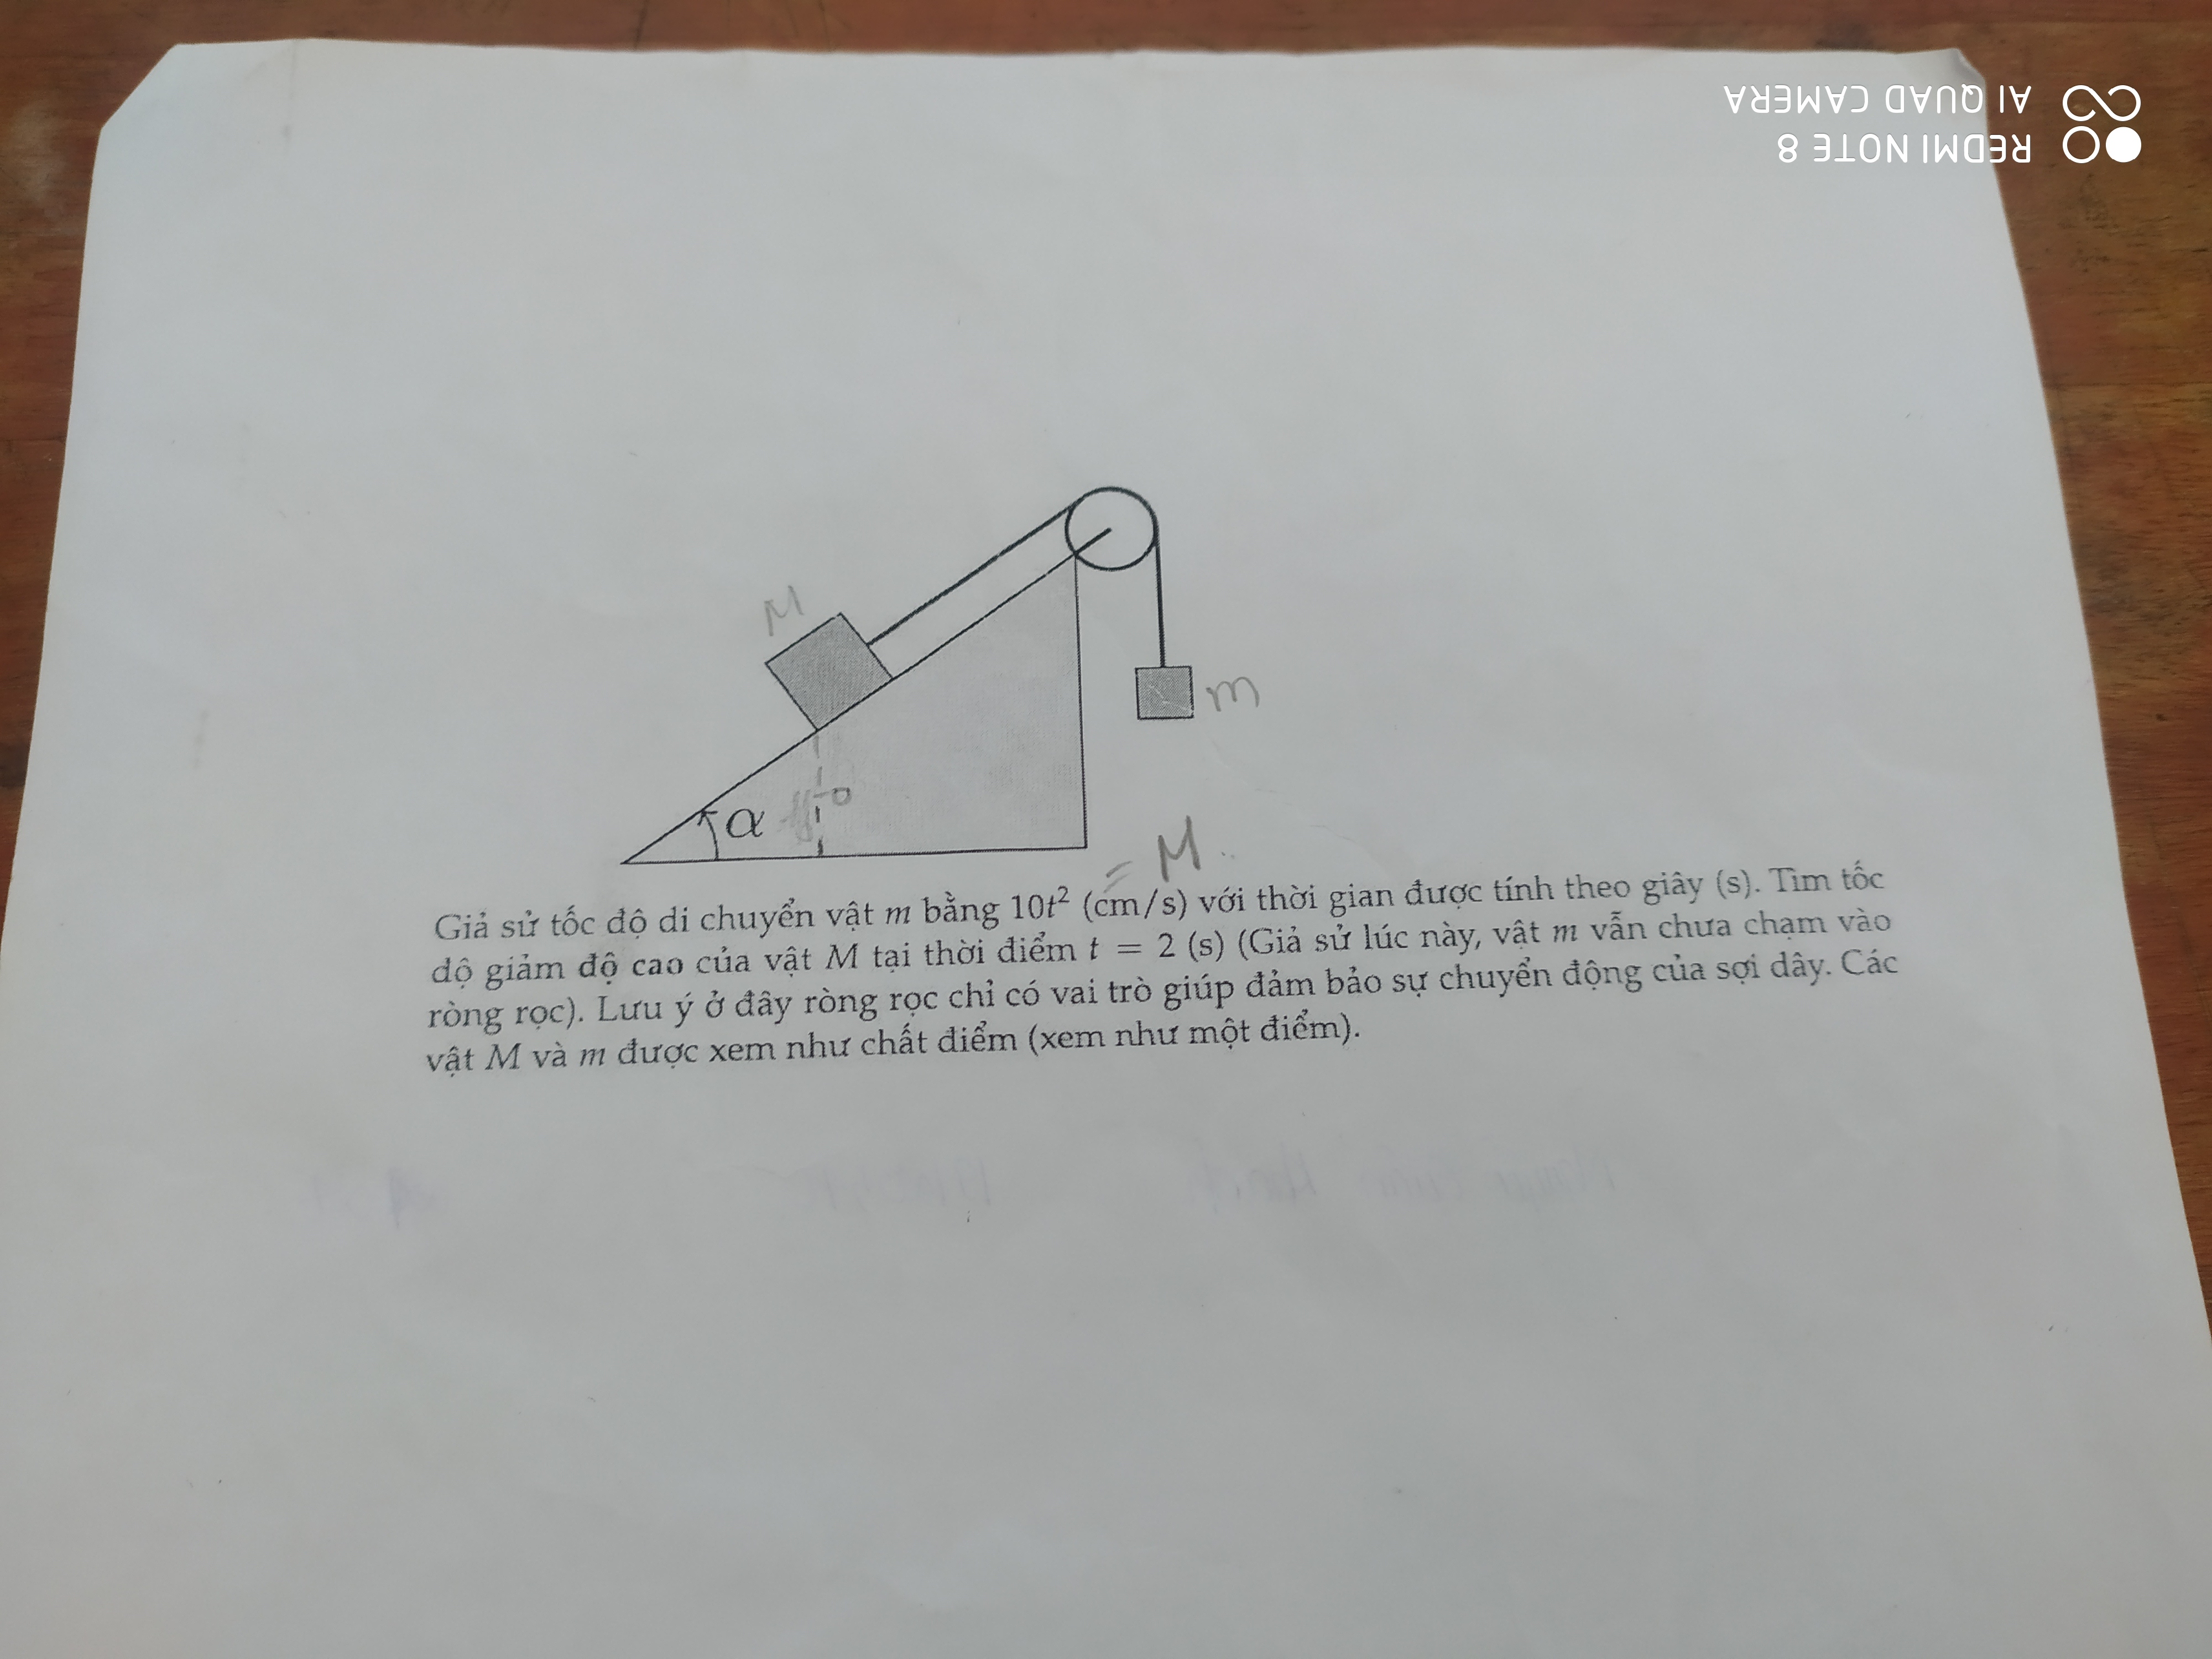 REDMI NOTE 8
AI QUAD CAMERA
M
m
α
= M
Giả sử tốc độ di chuyển vật m bằng 10t² (cm/s) với thời gian được tính theo giây (s). Tìm tốc
độ giảm độ cao của vật M tại thời điểm t = 2 (s) (Giả sử lúc này, vật m vẫn chưa chạm vào
ròng rọc). Lưu ý ở đây ròng rọc chỉ có vai trò giúp đảm bảo sự chuyển động của sợi dây. Các
vật M và m được xem như chất điểm (xem như một điểm).